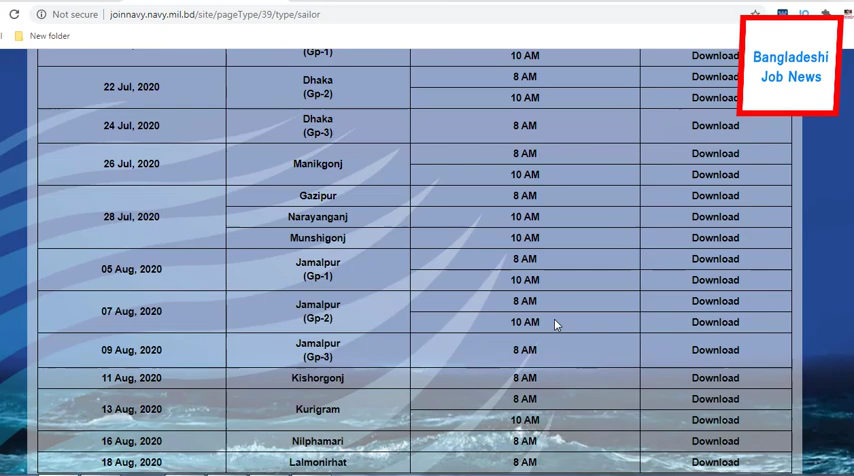 Not secure | joinnavy.navy.mil.bd/site/pageType/39/type/sailor
New folder
Bangladeshi
Job News
(Gp-1) 10 AM Download
22 Jul, 2020 Dhaka (Gp-2) 8 AM Download
10 AM Download
24 Jul, 2020 Dhaka (Gp-3) 8 AM Download
26 Jul, 2020 Manikgonj 8 AM Download
10 AM Download
28 Jul, 2020 Gazipur 8 AM Download
Narayanganj 10 AM Download
Munshigonj 10 AM Download
05 Aug, 2020 Jamalpur (Gp-1) 8 AM Download
10 AM Download
07 Aug, 2020 Jamalpur (Gp-2) 8 AM Download
10 AM Download
09 Aug, 2020 Jamalpur (Gp-3) 8 AM Download
11 Aug, 2020 Kishorgonj 8 AM Download
13 Aug, 2020 Kurigram 8 AM Download
10 AM Download
16 Aug, 2020 Nilphamari 8 AM Download
18 Aug, 2020 Lalmonirhat 8 AM Download